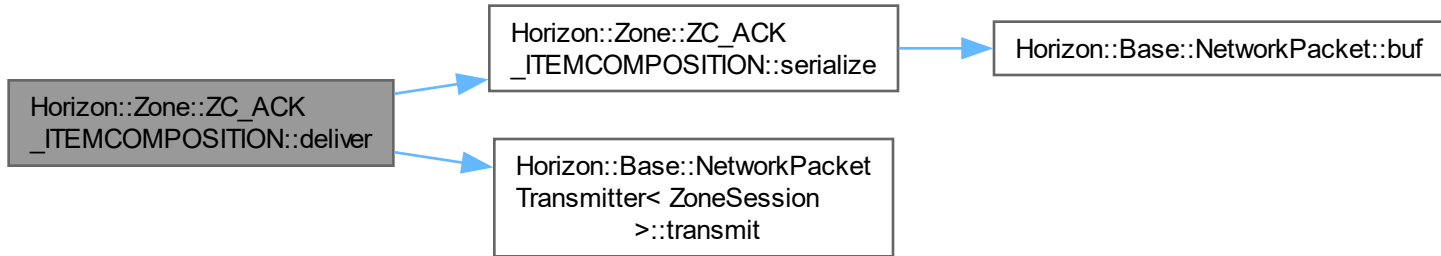 Horizon::Zone::ZC_ACK
_ITEMCOMPOSITION::deliver
Horizon::Zone::ZC_ACK
_ITEMCOMPOSITION::serialize
Horizon::Base::NetworkPacket::buf
Horizon::Base::NetworkPacket
Transmitter< ZoneSession
>::transmit